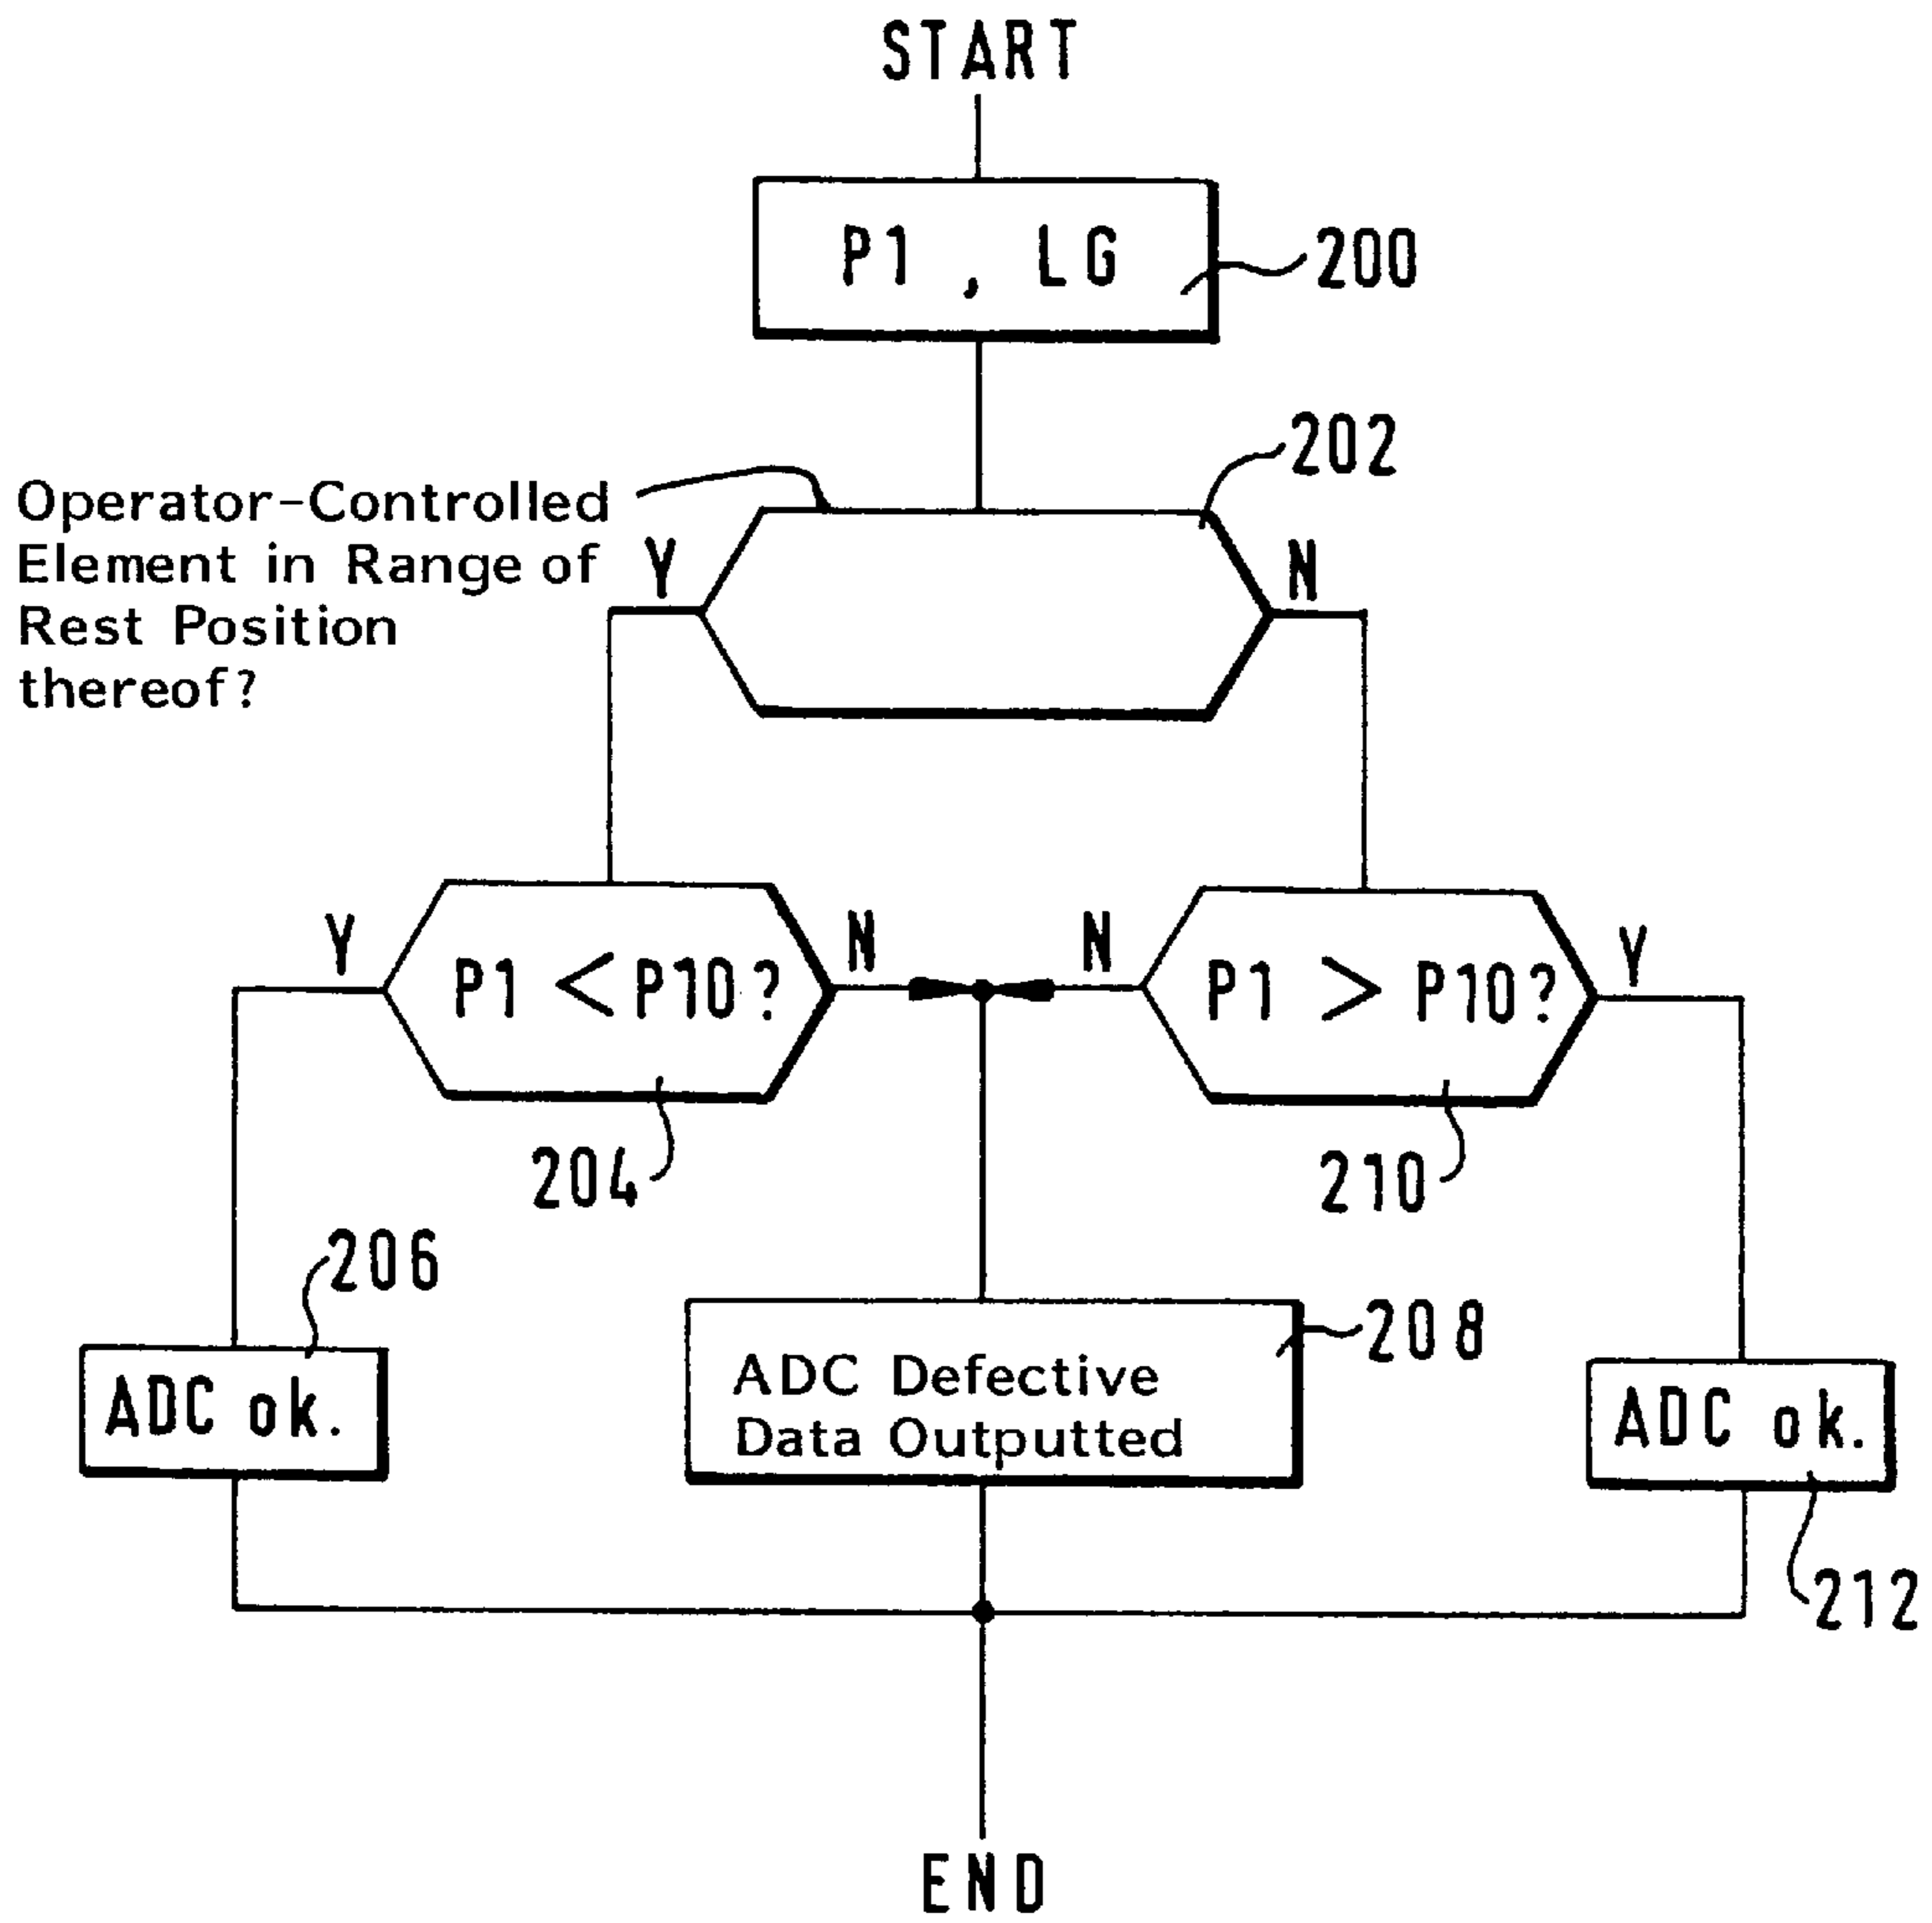 START
P1 , LG
200
202
Operator-Controlled
Element in Range of
Rest Position
thereof?
Y
N
Y
P1 < P10?
N
N
P1 > P10?
Y
204
210
206
208
ADC ok.
ADC Defective
Data Outputted
ADC ok.
212
END